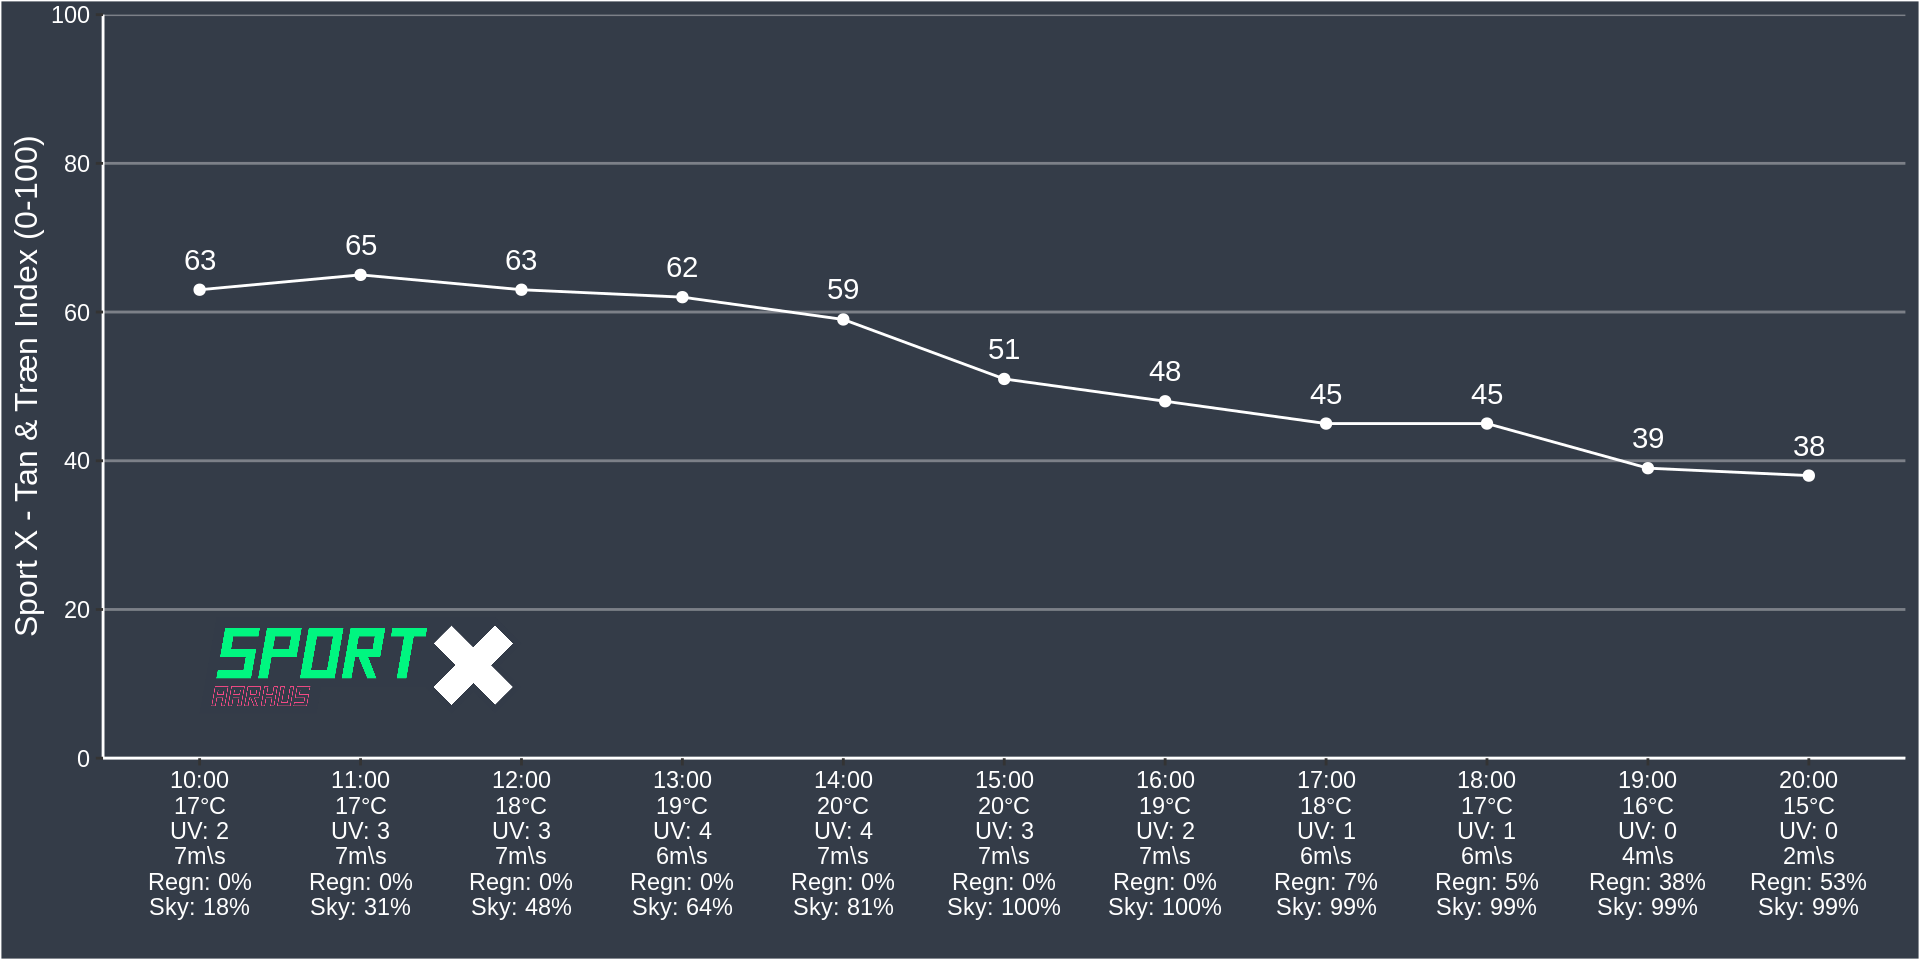 Sport X - Tan & Træn Index (0-100)
100
80
60
40
20
0
63
65
63
62
59
51
48
45
45
39
38
SPORT X
AARHUS
10:00 11:00 12:00 13:00 14:00 15:00 16:00 17:00 18:00 19:00 20:00
17°C 17°C 18°C 19°C 20°C 20°C 19°C 18°C 17°C 16°C 15°C
UV: 2 UV: 3 UV: 3 UV: 4 UV: 4 UV: 3 UV: 2 UV: 1 UV: 1 UV: 0 UV: 0
7m\s 7m\s 7m\s 6m\s 7m\s 7m\s 7m\s 6m\s 6m\s 4m\s 2m\s
Regn: 0% Regn: 0% Regn: 0% Regn: 0% Regn: 0% Regn: 0% Regn: 0% Regn: 7% Regn: 5% Regn: 38% Regn: 53%
Sky: 18% Sky: 31% Sky: 48% Sky: 64% Sky: 81% Sky: 100% Sky: 100% Sky: 99% Sky: 99% Sky: 99% Sky: 99%